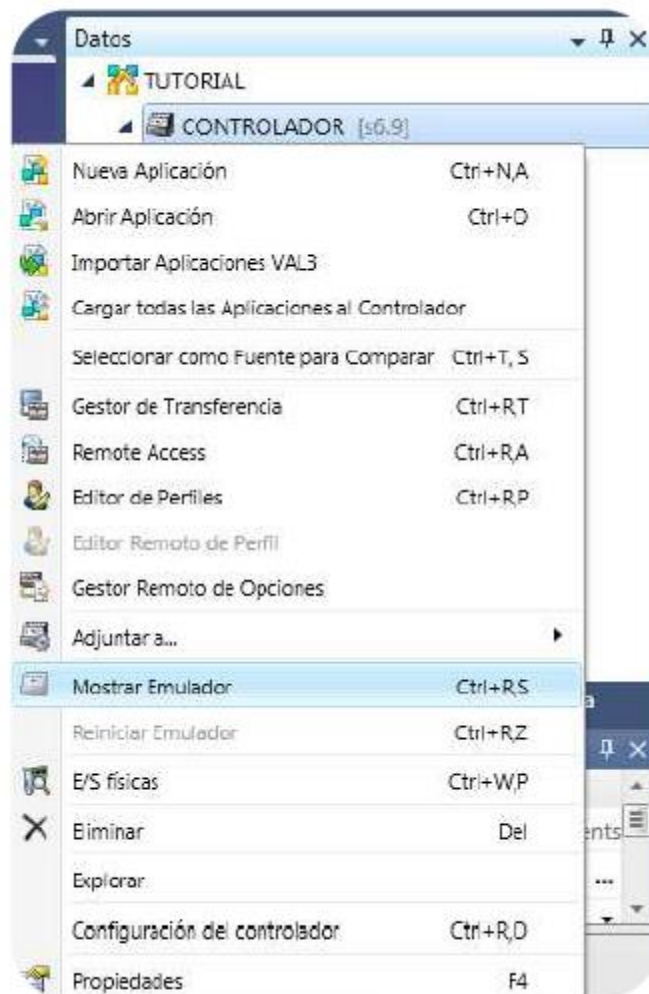 Datos
TUTORIAL
CONTROLADOR [s6.9]
Nueva Aplicación Ctrl+N,A
Abrir Aplicación Ctrl+O
Importar Aplicaciones VAL3
Cargar todas las Aplicaciones al Controlador
Seleccionar como Fuente para Comparar Ctrl+T, S
Gestor de Transferencia Ctrl+R,T
Remote Access Ctrl+R,A
Editor de Perfiles Ctrl+R,P
Editor Remoto de Perfil
Gestor Remoto de Opciones
Adjuntar a...
Mostrar Emulador Ctrl+R,S
Reiniciar Emulador Ctrl+R,Z
E/S físicas Ctrl+W,P
Eliminar Del
Explorar
Configuración del controlador Ctrl+R,D
Propiedades F4